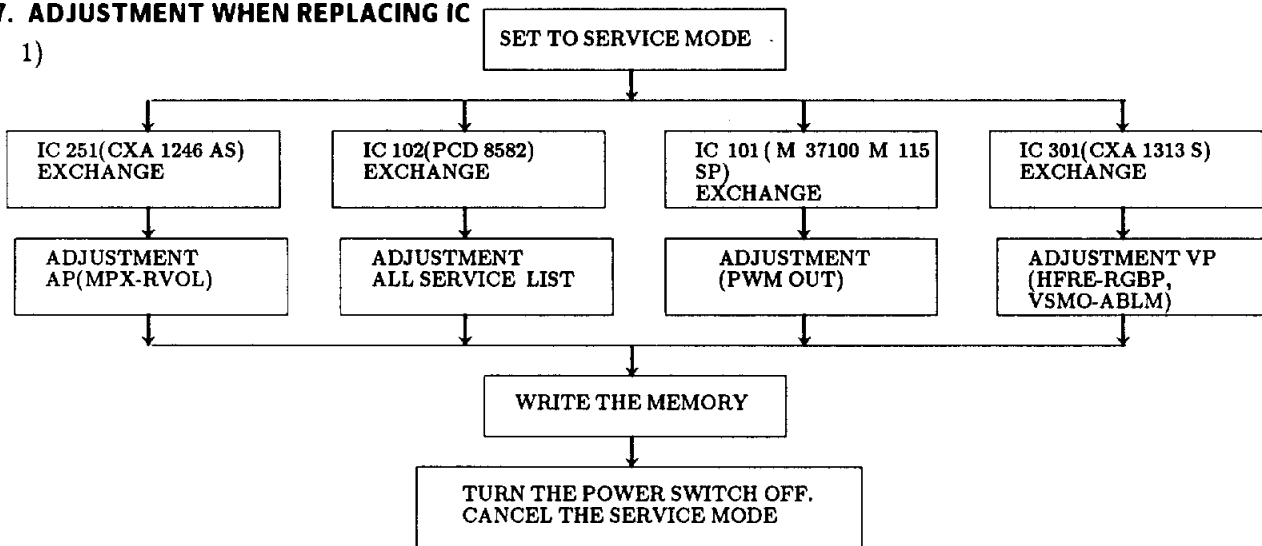 7. ADJUSTMENT WHEN REPLACING IC
1)
SET TO SERVICE MODE
IC 251(CXA 1246 AS)
EXCHANGE
IC 102(PCD 8582)
EXCHANGE
IC 101 ( M 37100 M 115
SP)
EXCHANGE
IC 301(CXA 1313 S)
EXCHANGE
ADJUSTMENT
AP(MPX-RVOL)
ADJUSTMENT
ALL SERVICE LIST
ADJUSTMENT
(PWM OUT)
ADJUSTMENT VP
(HFRE-RGBP,
VSMO-ABLM)
WRITE THE MEMORY
TURN THE POWER SWITCH OFF.
CANCEL THE SERVICE MODE